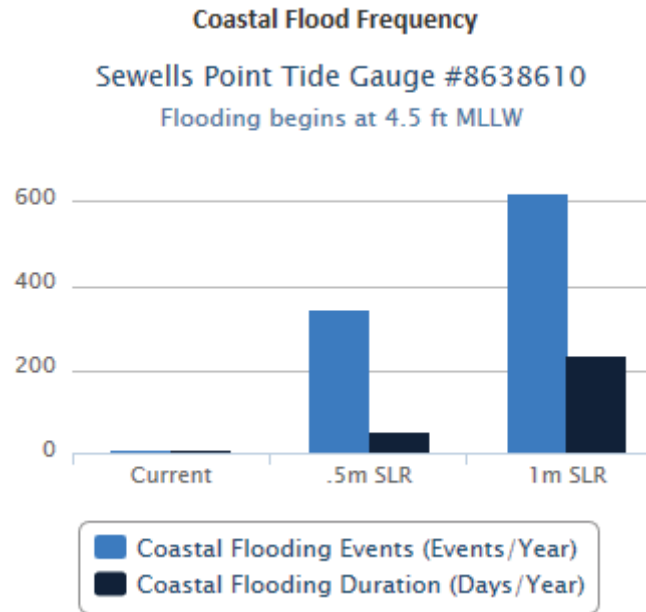 Coastal Flood Frequency
Sewells Point Tide Gauge #8638610
Flooding begins at 4.5 ft MLLW
600
400
200
0
Current .5m SLR 1m SLR
Coastal Flooding Events (Events/Year)
Coastal Flooding Duration (Days/Year)